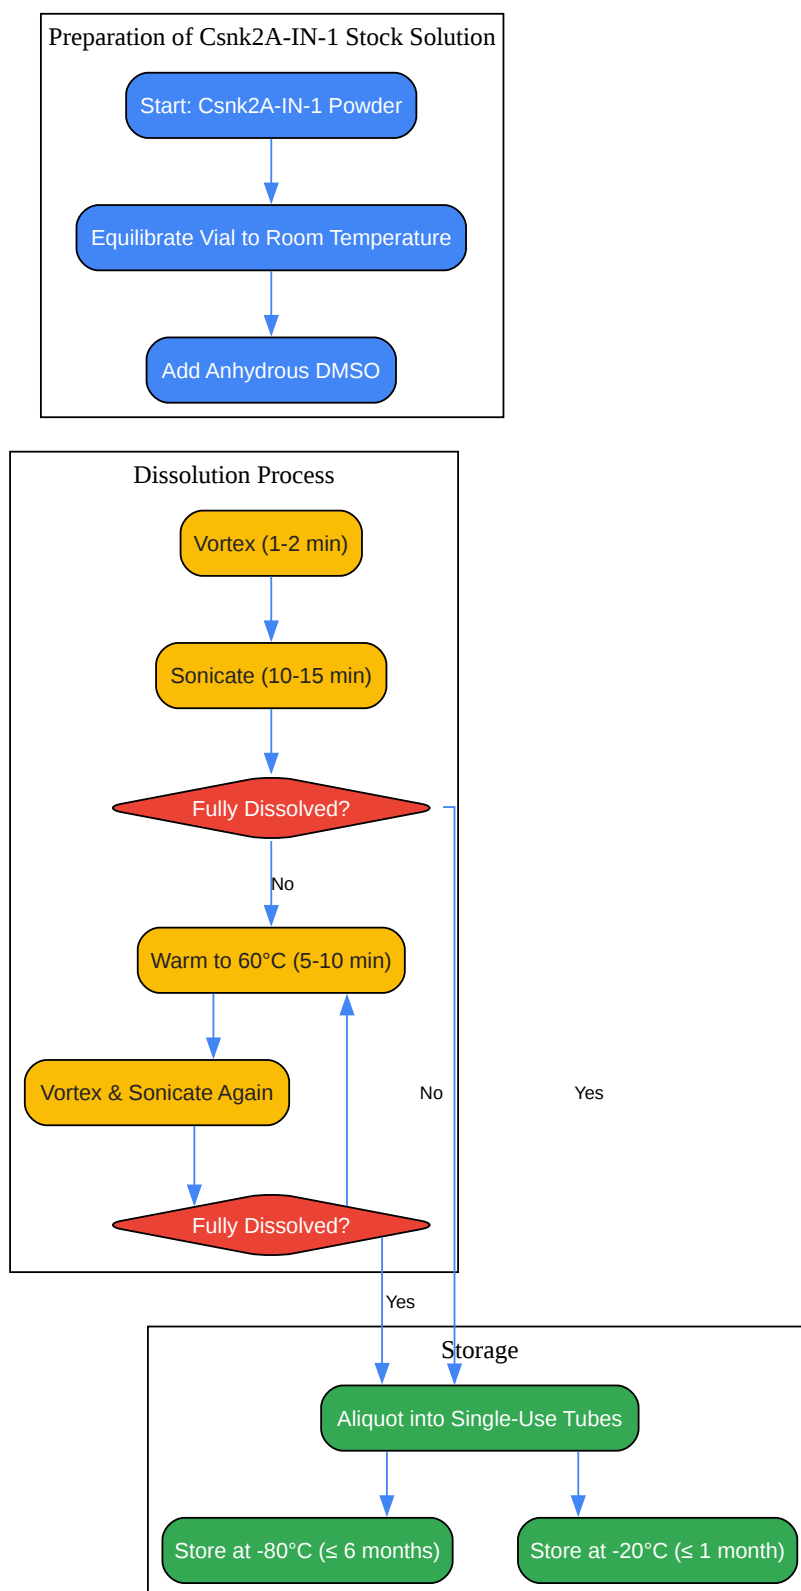 Preparation of Csnk2A-IN-1 Stock Solution
Start: Csnk2A-IN-1 Powder
Equilibrate Vial to Room Temperature
Add Anhydrous DMSO
Dissolution Process
Vortex (1-2 min)
Sonicate (10-15 min)
Fully Dissolved?
No
Warm to 60°C (5-10 min)
Vortex & Sonicate Again
No
Yes
Fully Dissolved?
Yes
Storage
Aliquot into Single-Use Tubes
Store at -80°C (≤ 6 months)
Store at -20°C (≤ 1 month)